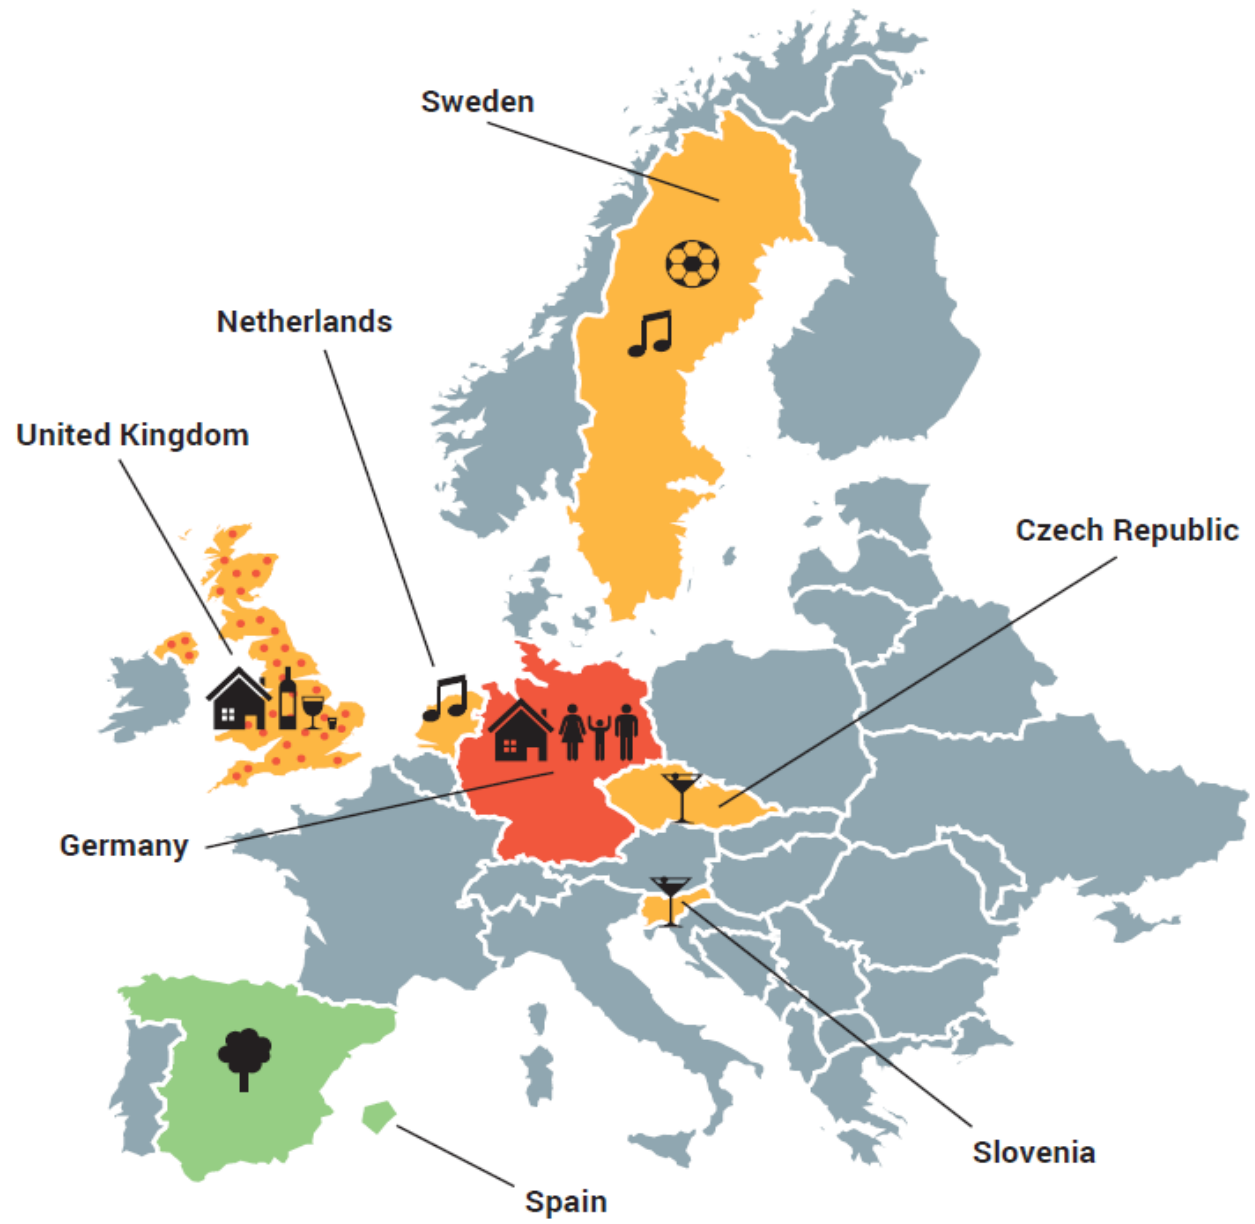 Sweden
Netherlands
United Kingdom
Czech Republic
Germany
Slovenia
Spain